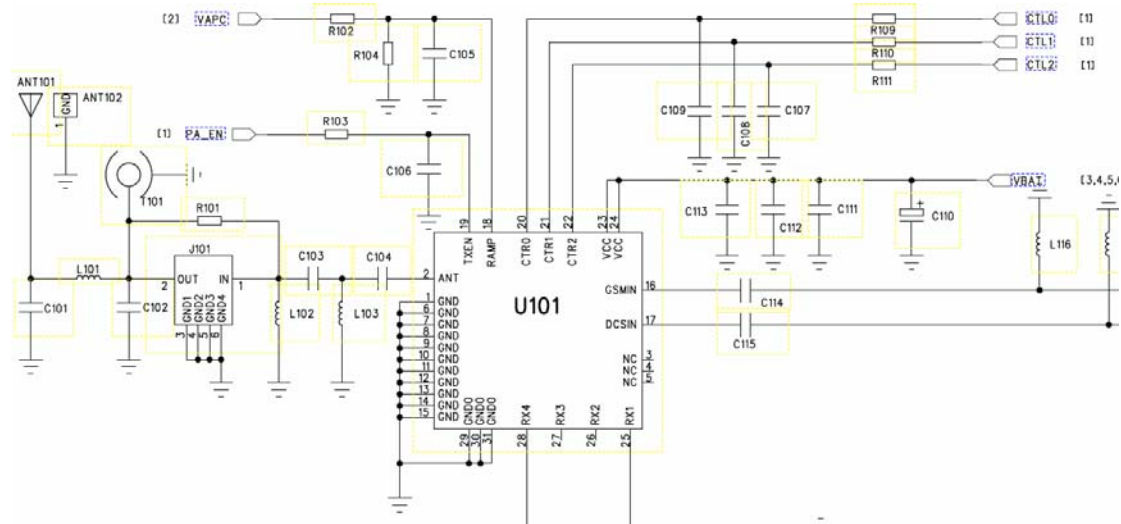 [2] VAPC R102 R104 C105 R109 CTL0 [1]
R110 CTL1 [1]
R111 CTL2 [1]
ANT101 GND 1 ANT102
[1] PA_EN R103 C106 C109 C108 C107
T101 R101
VBAT [3,4,5,
C113 C112 C111 C110 L116
19 18 20 21 22 23 24
TXEN RAMP CTR0 CTR1 CTR2 VCC VCC
L101 J101 C103 C104
2 OUT IN 1 2 ANT
C101 C102 GND1 GND2 GND3 GND4 L102 L103
3 4 5 6
U101
GSMIN 16 C114
DCSIN 17 C115
1 GND
6 GND
7 GND
8 GND
9 GND
10 GND
11 GND
12 GND
13 GND
14 GND
15 GND
NC 3
NC 4
NC 5
GND0 GND0 GND0 RX4 RX3 RX2 RX1
29 30 31 28 27 26 25